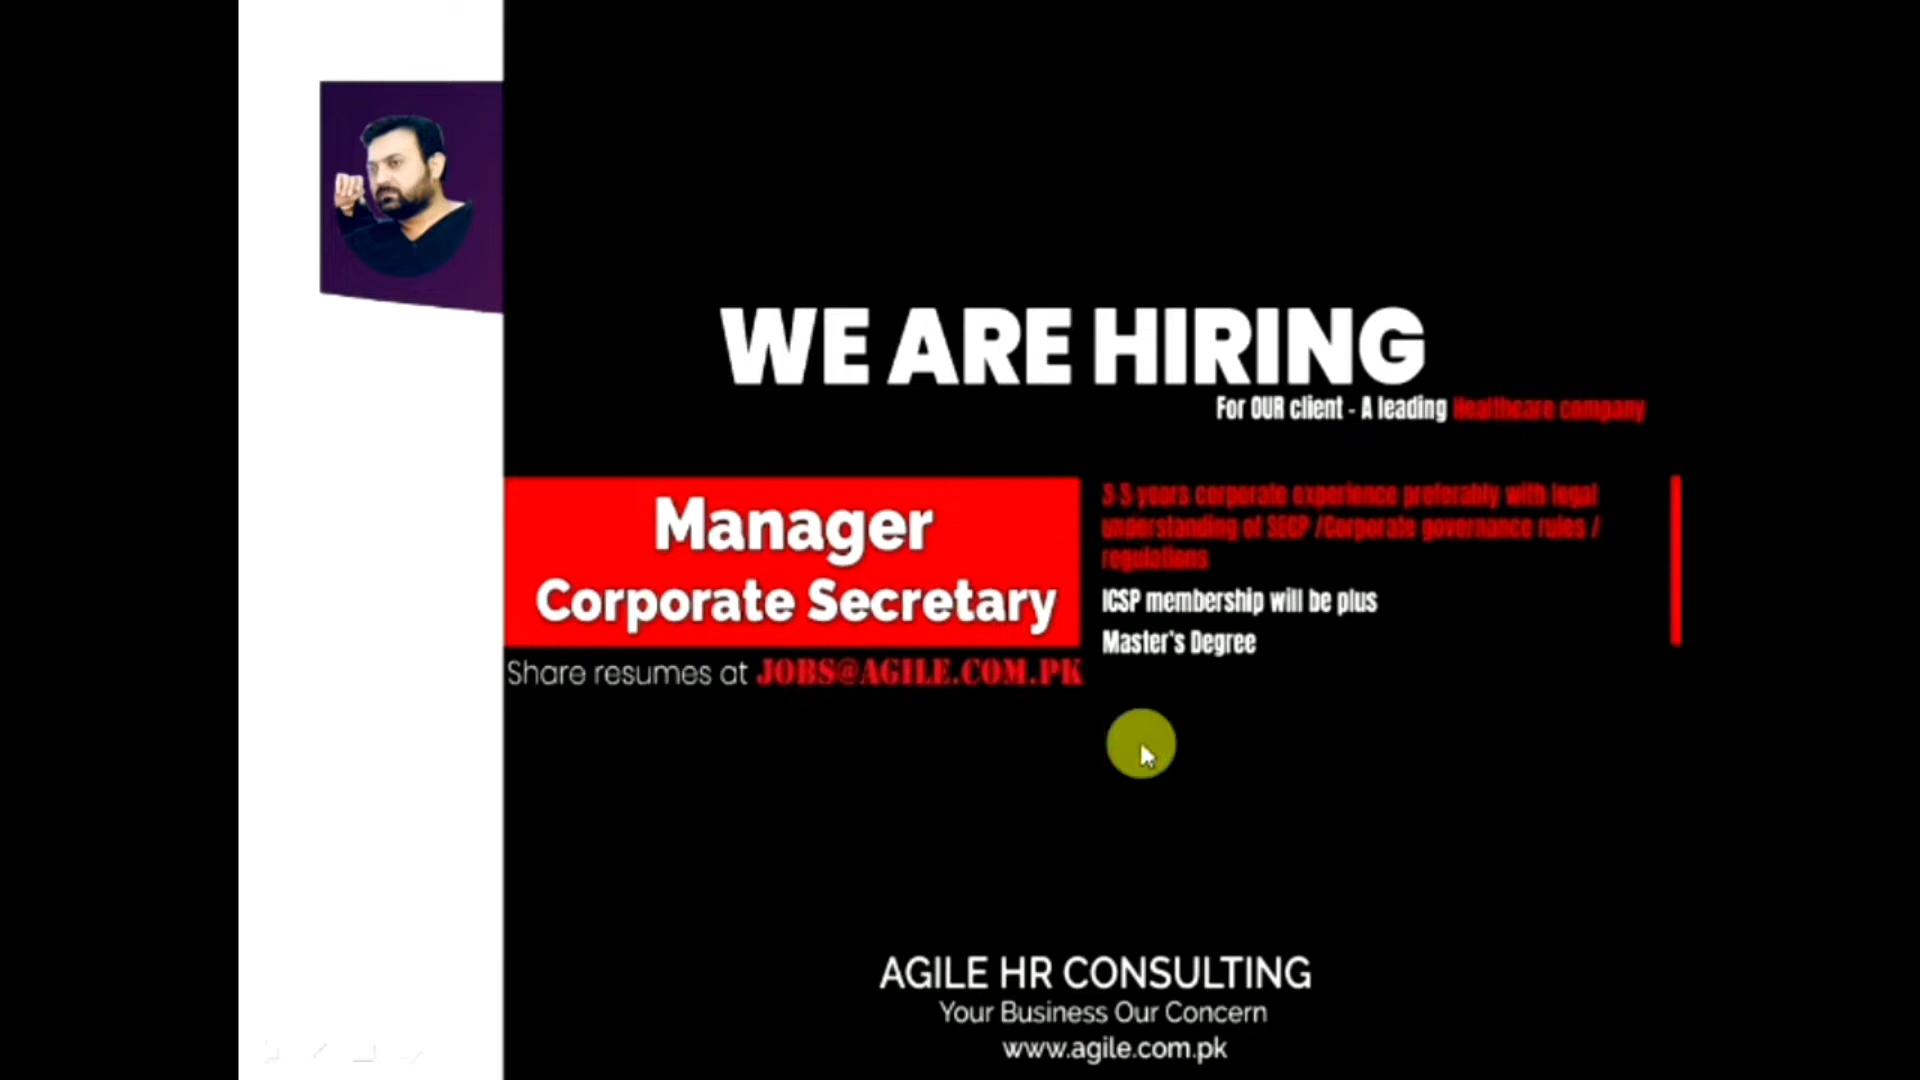 WE ARE HIRING
For OUR client - A leading Healthcare company
Manager
Corporate Secretary
Share resumes at JOBS@AGILE.COM.PK
years corporate experience preferably with legal
understanding of SECP /Corporate governance rules /
regulations
ICSP membership will be plus
Master's Degree
AGILE HR CONSULTING
Your Business Our Concern
www.agile.com.pk